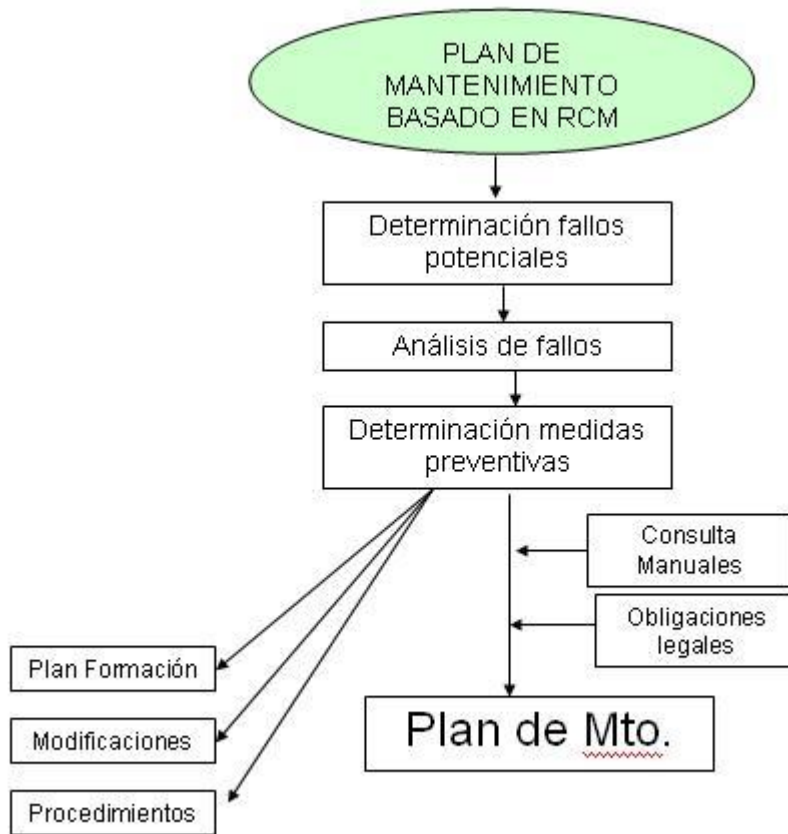 PLAN DE
MANTENIMIENTO
BASADO EN RCM
Determinación fallos
potenciales
Análisis de fallos
Determinación medidas
preventivas
Consulta
Manuales
Obligaciones
legales
Plan Formación
Modificaciones
Procedimientos
Plan de Mto.